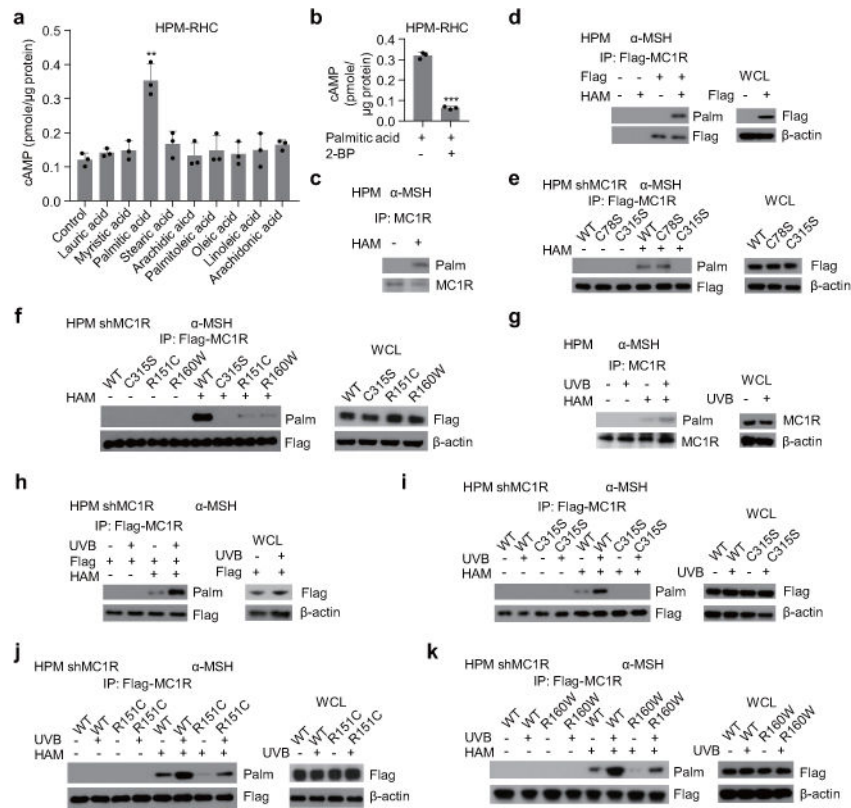 a
HPM-RHC
cAMP (pmole/μg protein)
0.5
0.4
0.3
0.2
0.1
0.0
**
Control
Lauric acid
Myristic acid
Palmitic acid
Stearic acid
Arachidic aicd
Palmitoleic acid
Oleic acid
Linoleic acid
Arachidonic acid
b
HPM-RHC
cAMP
(pmole/
μg protein)
0.4
0.3
0.2
0.1
0.0
***
Palmitic acid + +
2-BP - +
c
HPM α-MSH
IP: MC1R
HAM - +
Palm
MC1R
d
HPM α-MSH
IP: Flag-MC1R
Flag - - + +
HAM - + - +
Palm
Flag
WCL
Flag - +
Flag
β-actin
e
HPM shMC1R α-MSH
IP: Flag-MC1R
WT C78S C315S WT C78S C315S
HAM - - - + + +
Palm
Flag
WCL
WT C78S C315S
Flag
β-actin
f
HPM shMC1R α-MSH
IP: Flag-MC1R
WT C315S R151C R160W WT C315S R151C R160W
HAM - - - - + + + +
Palm
Flag
WCL
WT C315S R151C R160W
Flag
β-actin
g
HPM α-MSH
IP: MC1R
UVB - + - +
HAM - - + +
Palm
MC1R
WCL
UVB - +
MC1R
β-actin
h
HPM shMC1R α-MSH
IP: Flag-MC1R
UVB - + - +
Flag + + + +
HAM - - + +
Palm
Flag
WCL
UVB - +
Flag + +
Flag
β-actin
i
HPM shMC1R α-MSH
IP: Flag-MC1R
WT WT C315S C315S WT WT C315S C315S
UVB - + - + - + - +
HAM - - - - + + + +
Palm
Flag
WCL
WT WT C315S C315S
UVB - + - +
Flag
β-actin
j
HPM shMC1R α-MSH
IP: Flag-MC1R
WT WT R151C R151C WT WT R151C R151C
UVB - + - + - + - +
HAM - - - - + + + +
Palm
Flag
WCL
WT WT R151C R151C
UVB - + - +
Flag
β-actin
k
HPM shMC1R α-MSH
IP: Flag-MC1R
WT WT R160W R160W WT WT R160W R160W
UVB - + - + - + - +
HAM - - - - + + + +
Palm
Flag
WCL
WT WT R160W R160W
UVB - + - +
Flag
β-actin